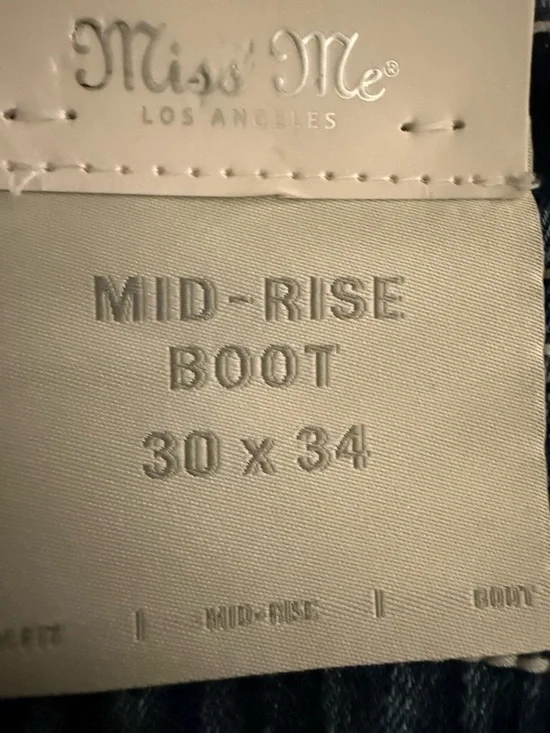 Miss Me®
LOS ANGELES
MID-RISE
BOOT
30 x 34
| MID-RISE | BOOT